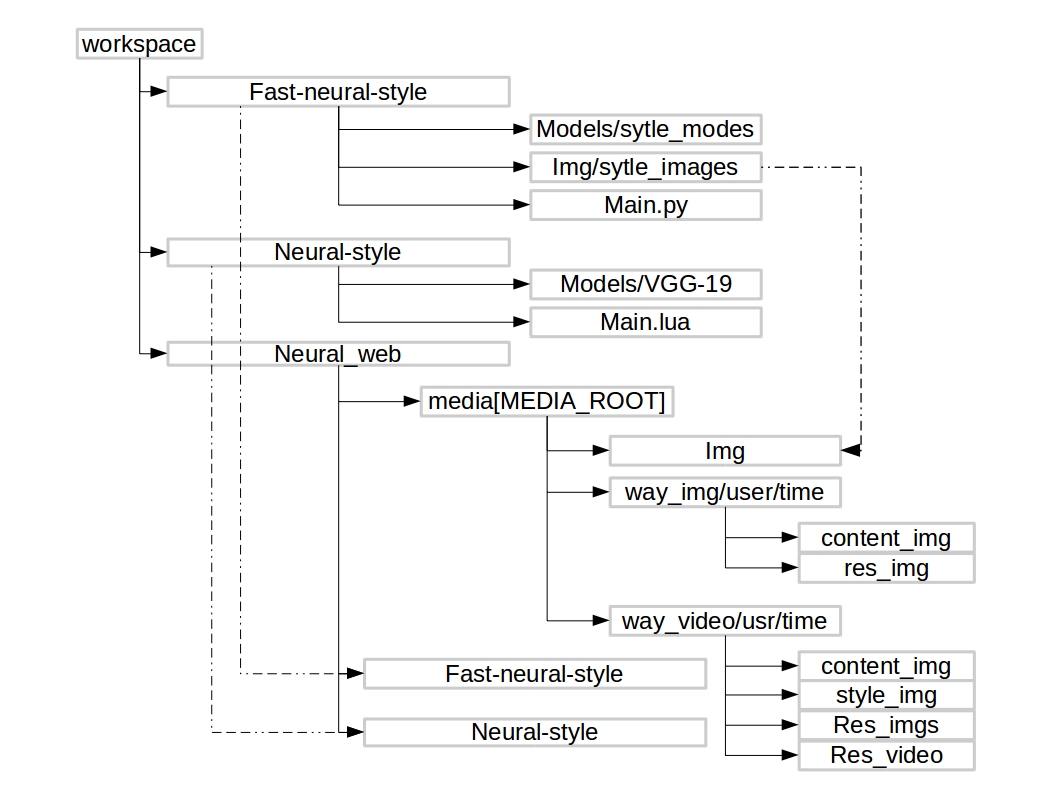 workspace
Fast-neural-style
Models/sytle_modes
Img/sytle_images
Main.py
Neural-style
Models/VGG-19
Main.lua
Neural_web
media[MEDIA_ROOT]
Img
way_img/user/time
content_img
res_img
way_video/usr/time
content_img
Fast-neural-style
style_img
Res_imgs
Neural-style
Res_video